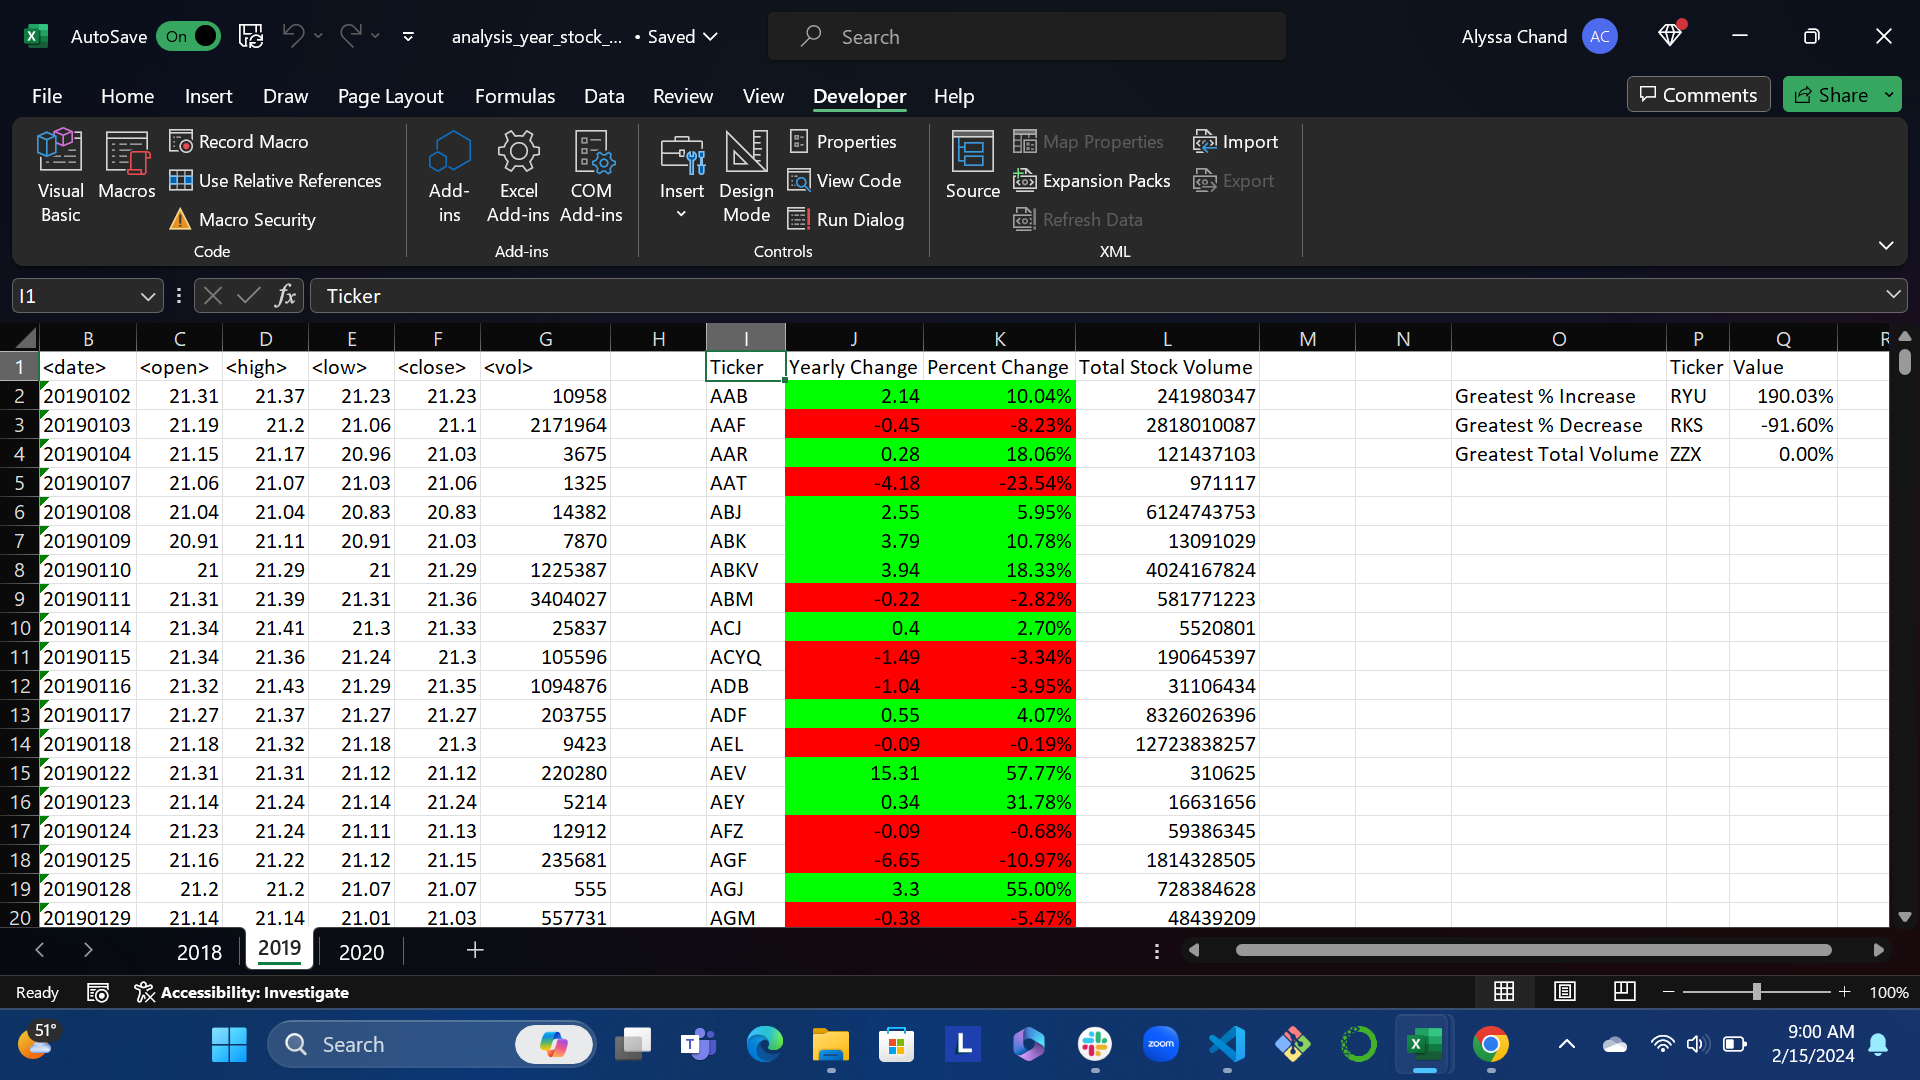 AutoSave On analysis_year_stock_... • Saved Search Alyssa Chand AC
File Home Insert Draw Page Layout Formulas Data Review View Developer Help Comments Share
Visual Basic Macros Record Macro Use Relative References Macro Security Code
Add-ins Excel Add-ins COM Add-ins Add-ins
Insert Design Mode Properties View Code Run Dialog Controls
Source Map Properties Expansion Packs Refresh Data Import Export XML
I1 fx Ticker
B C D E F G H I J K L M N O P Q R
1 <date> <open> <high> <low> <close> <vol> Ticker Yearly Change Percent Change Total Stock Volume Ticker Value
2 20190102 21.31 21.37 21.23 21.23 10958 AAB 2.14 10.04% 241980347 Greatest % Increase RYU 190.03%
3 20190103 21.19 21.2 21.06 21.1 2171964 AAF -0.45 -8.23% 2818010087 Greatest % Decrease RKS -91.60%
4 20190104 21.15 21.17 20.96 21.03 3675 AAR 0.28 18.06% 121437103 Greatest Total Volume ZZX 0.00%
5 20190107 21.06 21.07 21.03 21.06 1325 AAT -4.18 -23.54% 971117
6 20190108 21.04 21.04 20.83 20.83 14382 ABJ 2.55 5.95% 6124743753
7 20190109 20.91 21.11 20.91 21.03 7870 ABK 3.79 10.78% 13091029
8 20190110 21 21.29 21 21.29 1225387 ABKV 3.94 18.33% 4024167824
9 20190111 21.31 21.39 21.31 21.36 3404027 ABM -0.22 -2.82% 581771223
10 20190114 21.34 21.41 21.3 21.33 25837 ACJ 0.4 2.70% 5520801
11 20190115 21.34 21.36 21.24 21.3 105596 ACYQ -1.49 -3.34% 190645397
12 20190116 21.32 21.43 21.29 21.35 1094876 ADB -1.04 -3.95% 31106434
13 20190117 21.27 21.37 21.27 21.27 203755 ADF 0.55 4.07% 8326026396
14 20190118 21.18 21.32 21.18 21.3 9423 AEL -0.09 -0.19% 12723838257
15 20190122 21.31 21.31 21.12 21.12 220280 AEV 15.31 57.77% 310625
16 20190123 21.14 21.24 21.14 21.24 5214 AEY 0.34 31.78% 16631656
17 20190124 21.23 21.24 21.11 21.13 12912 AFZ -0.09 -0.68% 59386345
18 20190125 21.16 21.22 21.12 21.15 235681 AGF -6.65 -10.97% 1814328505
19 20190128 21.2 21.2 21.07 21.07 555 AGJ 3.3 55.00% 728384628
20 20190129 21.14 21.14 21.01 21.03 557731 AGM -0.38 -5.47% 48439209
2018 2019 2020
Ready Accessibility: Investigate 100%
51° Search zoom 9:00 AM
2/15/2024